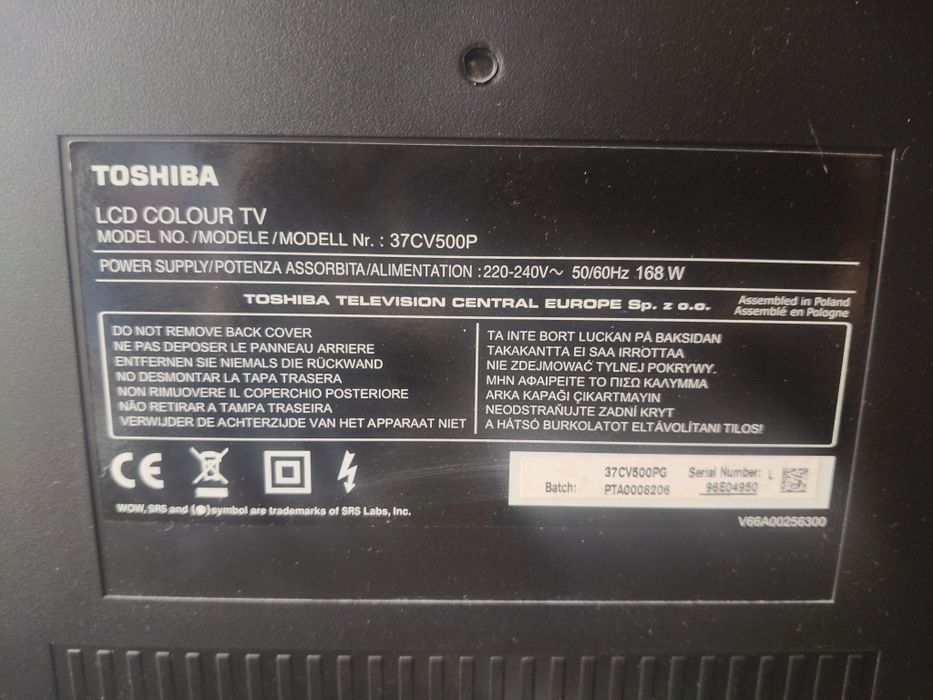 TOSHIBA
LCD COLOUR TV
MODEL NO./MODELE/MODELL Nr. : 37CV500P
POWER SUPPLY/POTENZA ASSORBITA/ALIMENTATION : 220-240V~ 50/60Hz 168 W
TOSHIBA TELEVISION CENTRAL EUROPE Sp. z o.o.
Assembled in Poland
Assemblé en Pologne
DO NOT REMOVE BACK COVER
NE PAS DEPOSER LE PANNEAU ARRIERE
ENTFERNEN SIE NIEMALS DIE RÜCKWAND
NO DESMONTAR LA TAPA TRASERA
NON RIMUOVERE IL COPERCHIO POSTERIORE
NÃO RETIRAR A TAMPA TRASEIRA
VERWIJDER DE ACHTERZIJDE VAN HET APPARAAT NIET
TA INTE BORT LUCKAN PÅ BAKSIDAN
TAKAKANTTA EI SAA IRROTTAA
NIE ZDEJMOWAĆ TYLNEJ POKRYWY.
ΜΗΝ ΑΦΑΙΡΕΙΤΕ ΤΟ ΠΙΣΩ ΚΑΛΥΜΜΑ
ARKA KAPAĞI ÇIKARTMAYIN
NEODSTRAŇUJTE ZADNÍ KRYT
A HÁTSÓ BURKOLATOT ELTÁVOLÍTANI TILOS!
CE
WOW, SRS and (●)symbol are trademarks of SRS Labs, Inc.
37CV500PG Serial Number: L
Batch: PTA0008206 96E04950
V66A00256300